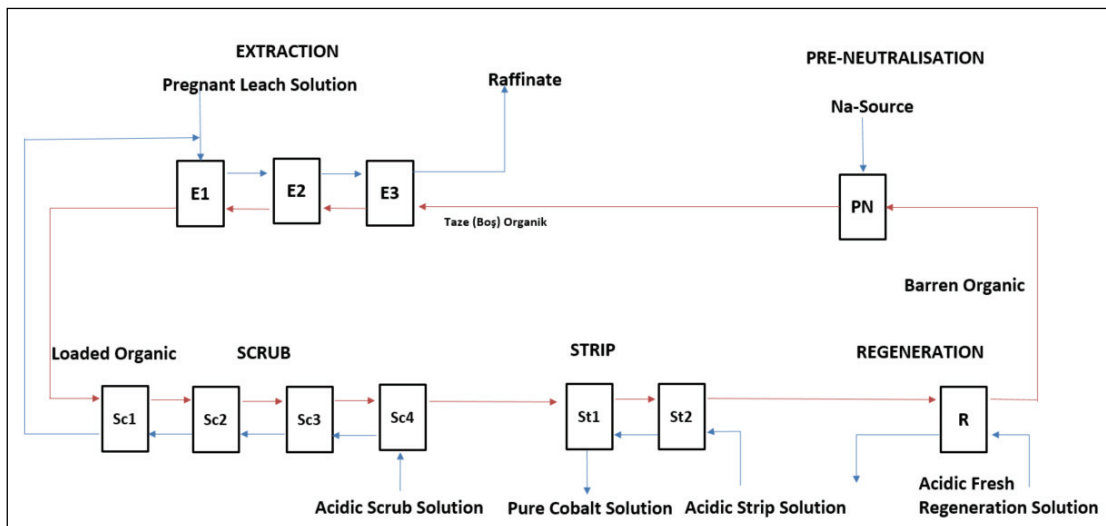 EXTRACTION
Pregnant Leach Solution
Raffinate
PRE-NEUTRALISATION
Na-Source
E1
E2
E3
PN
Taze (Boş) Organik
Barren Organic
Loaded Organic
SCRUB
STRIP
REGENERATION
Sc1
Sc2
Sc3
Sc4
St1
St2
R
Acidic Scrub Solution
Pure Cobalt Solution
Acidic Strip Solution
Acidic Fresh
Regeneration Solution